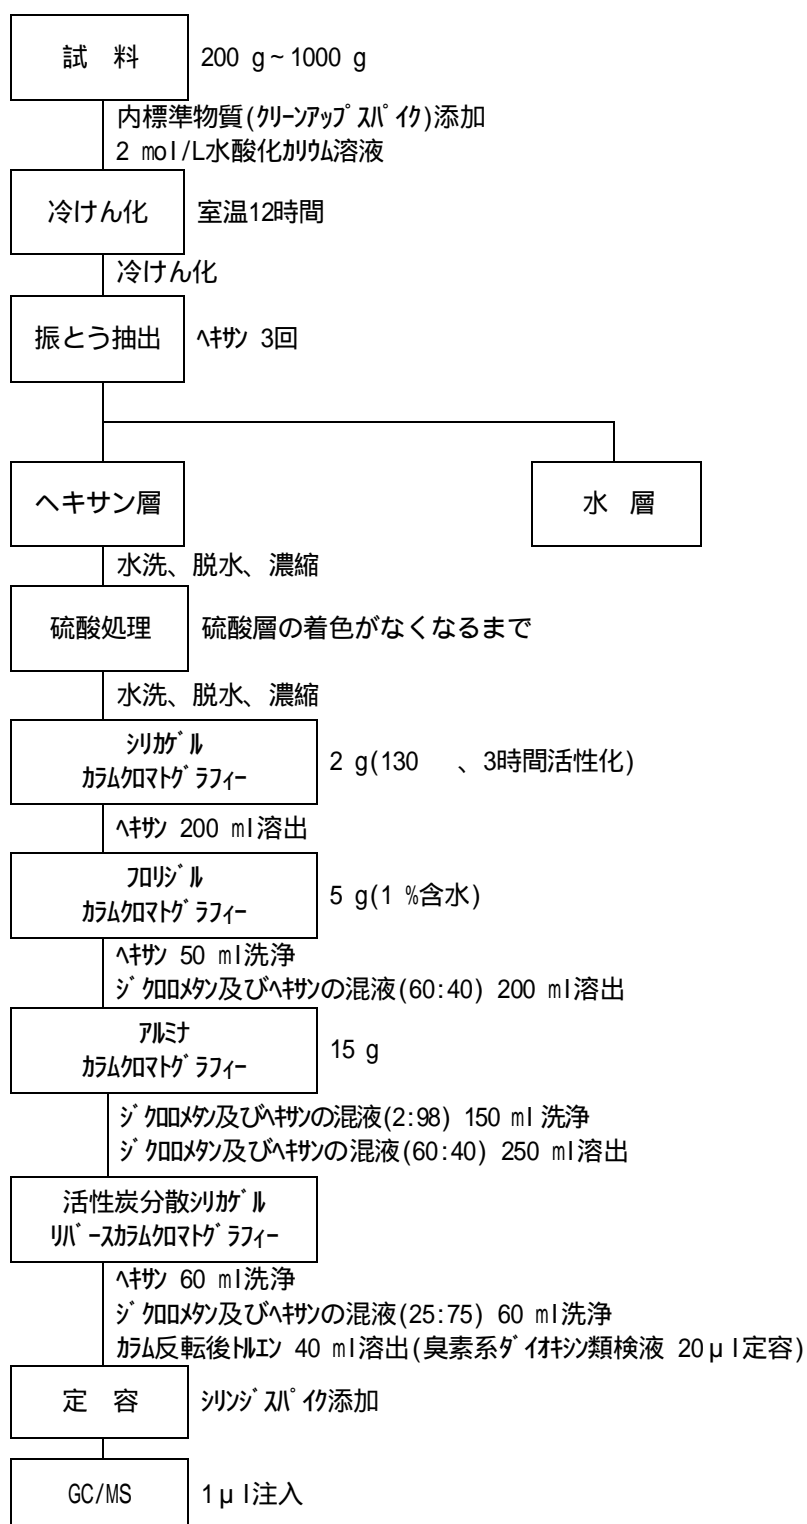 試　料
200 g~1000 g
内標準物質(ｸﾘｰﾝｱｯﾌﾟｽﾊﾟｲｸ)添加
2 mol/L水酸化ｶﾘｳﾑ溶液
冷けん化
室温12時間
冷けん化
振とう抽出
ﾍｷｻﾝ 3回
ヘキサン層
水　層
水洗、脱水、濃縮
硫酸処理
硫酸層の着色がなくなるまで
水洗、脱水、濃縮
ｼﾘｶｹﾞﾙ
ｶﾗﾑｸﾛﾏﾄｸﾞﾗﾌｨｰ
2 g(130　、3時間活性化)
ﾍｷｻﾝ 200 ml溶出
ﾌﾛﾘｼﾞﾙ
ｶﾗﾑｸﾛﾏﾄｸﾞﾗﾌｨｰ
5 g(1 %含水)
ﾍｷｻﾝ 50 ml洗浄
ｼﾞｸﾛﾛﾒﾀﾝ及びﾍｷｻﾝの混液(60:40) 200 ml溶出
ｱﾙﾐﾅ
ｶﾗﾑｸﾛﾏﾄｸﾞﾗﾌｨｰ
15 g
ｼﾞｸﾛﾛﾒﾀﾝ及びﾍｷｻﾝの混液(2:98) 150 ml 洗浄
ｼﾞｸﾛﾛﾒﾀﾝ及びﾍｷｻﾝの混液(60:40) 250 ml溶出
活性炭分散ｼﾘｶｹﾞﾙ
ﾘﾊﾞｰｽｶﾗﾑｸﾛﾏﾄｸﾞﾗﾌｨｰ
ﾍｷｻﾝ 60 ml洗浄
ｼﾞｸﾛﾛﾒﾀﾝ及びﾍｷｻﾝの混液(25:75) 60 ml洗浄
ｶﾗﾑ反転後ﾄﾙｴﾝ 40 ml溶出(臭素系ﾀﾞｲｵｷｼﾝ類検液 20μl定容)
定　容
ｼﾘﾝｼﾞｽﾊﾟｲｸ添加
GC/MS
1μl注入